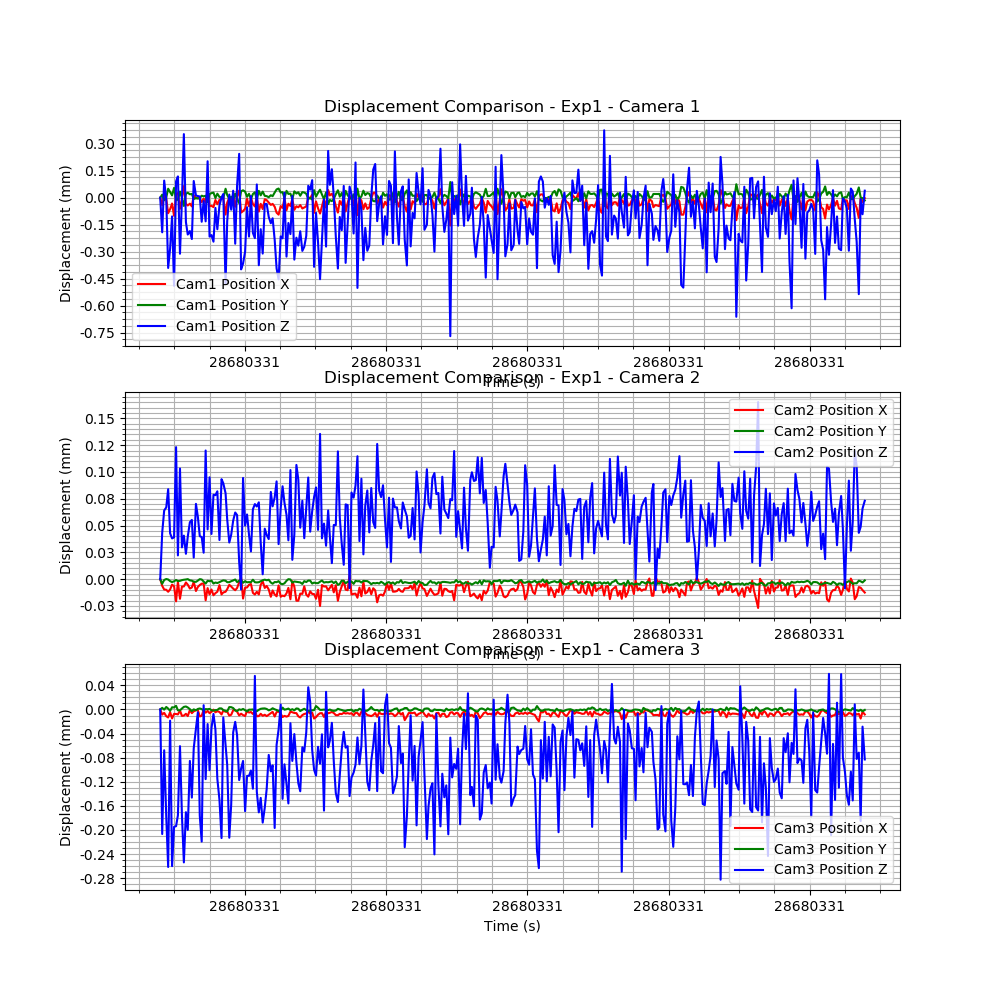 Displacement Comparison - Exp1 - Camera 1
Displacement (mm)
0.30
0.15
0.00
-0.15
-0.30
-0.45
-0.60
-0.75
Cam1 Position X
Cam1 Position Y
Cam1 Position Z
28680331 28680331 28680331 28680331 28680331
Time (s)
Displacement Comparison - Exp1 - Camera 2
Displacement (mm)
0.15
0.12
0.10
0.08
0.05
0.03
0.00
-0.03
Cam2 Position X
Cam2 Position Y
Cam2 Position Z
28680331 28680331 28680331 28680331 28680331
Time (s)
Displacement Comparison - Exp1 - Camera 3
Displacement (mm)
0.04
0.00
-0.04
-0.08
-0.12
-0.16
-0.20
-0.24
-0.28
Cam3 Position X
Cam3 Position Y
Cam3 Position Z
28680331 28680331 28680331 28680331 28680331
Time (s)